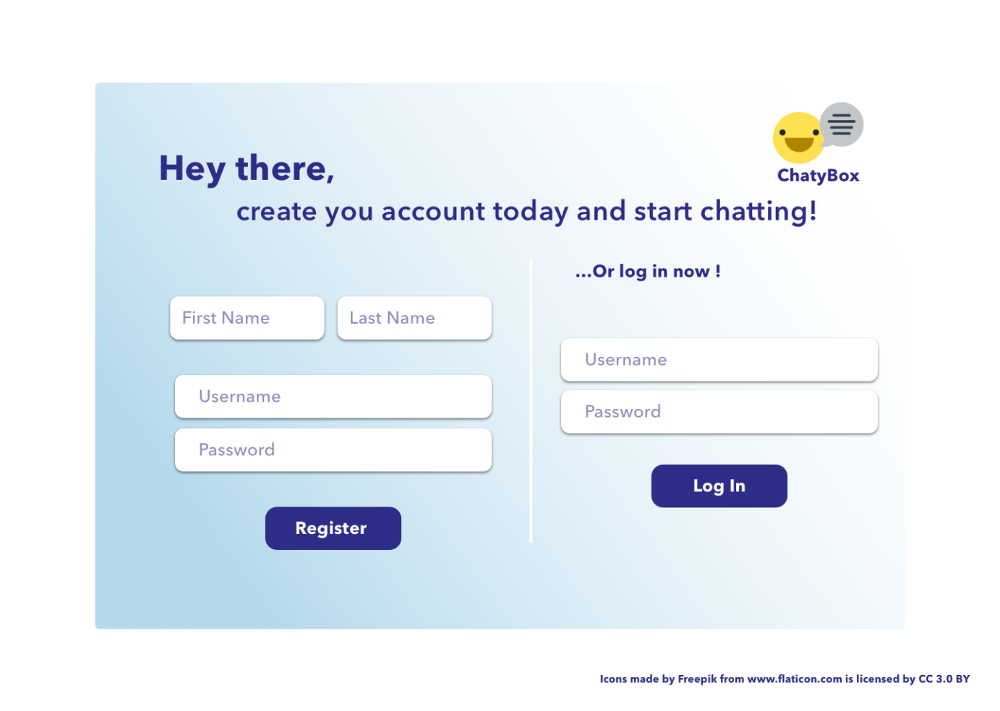 ChatyBox
Hey there,
create you account today and start chatting!
First Name
Last Name
Username
Password
Register
...Or log in now !
Username
Password
Log In
Icons made by Freepik from www.flaticon.com is licensed by CC 3.0 BY